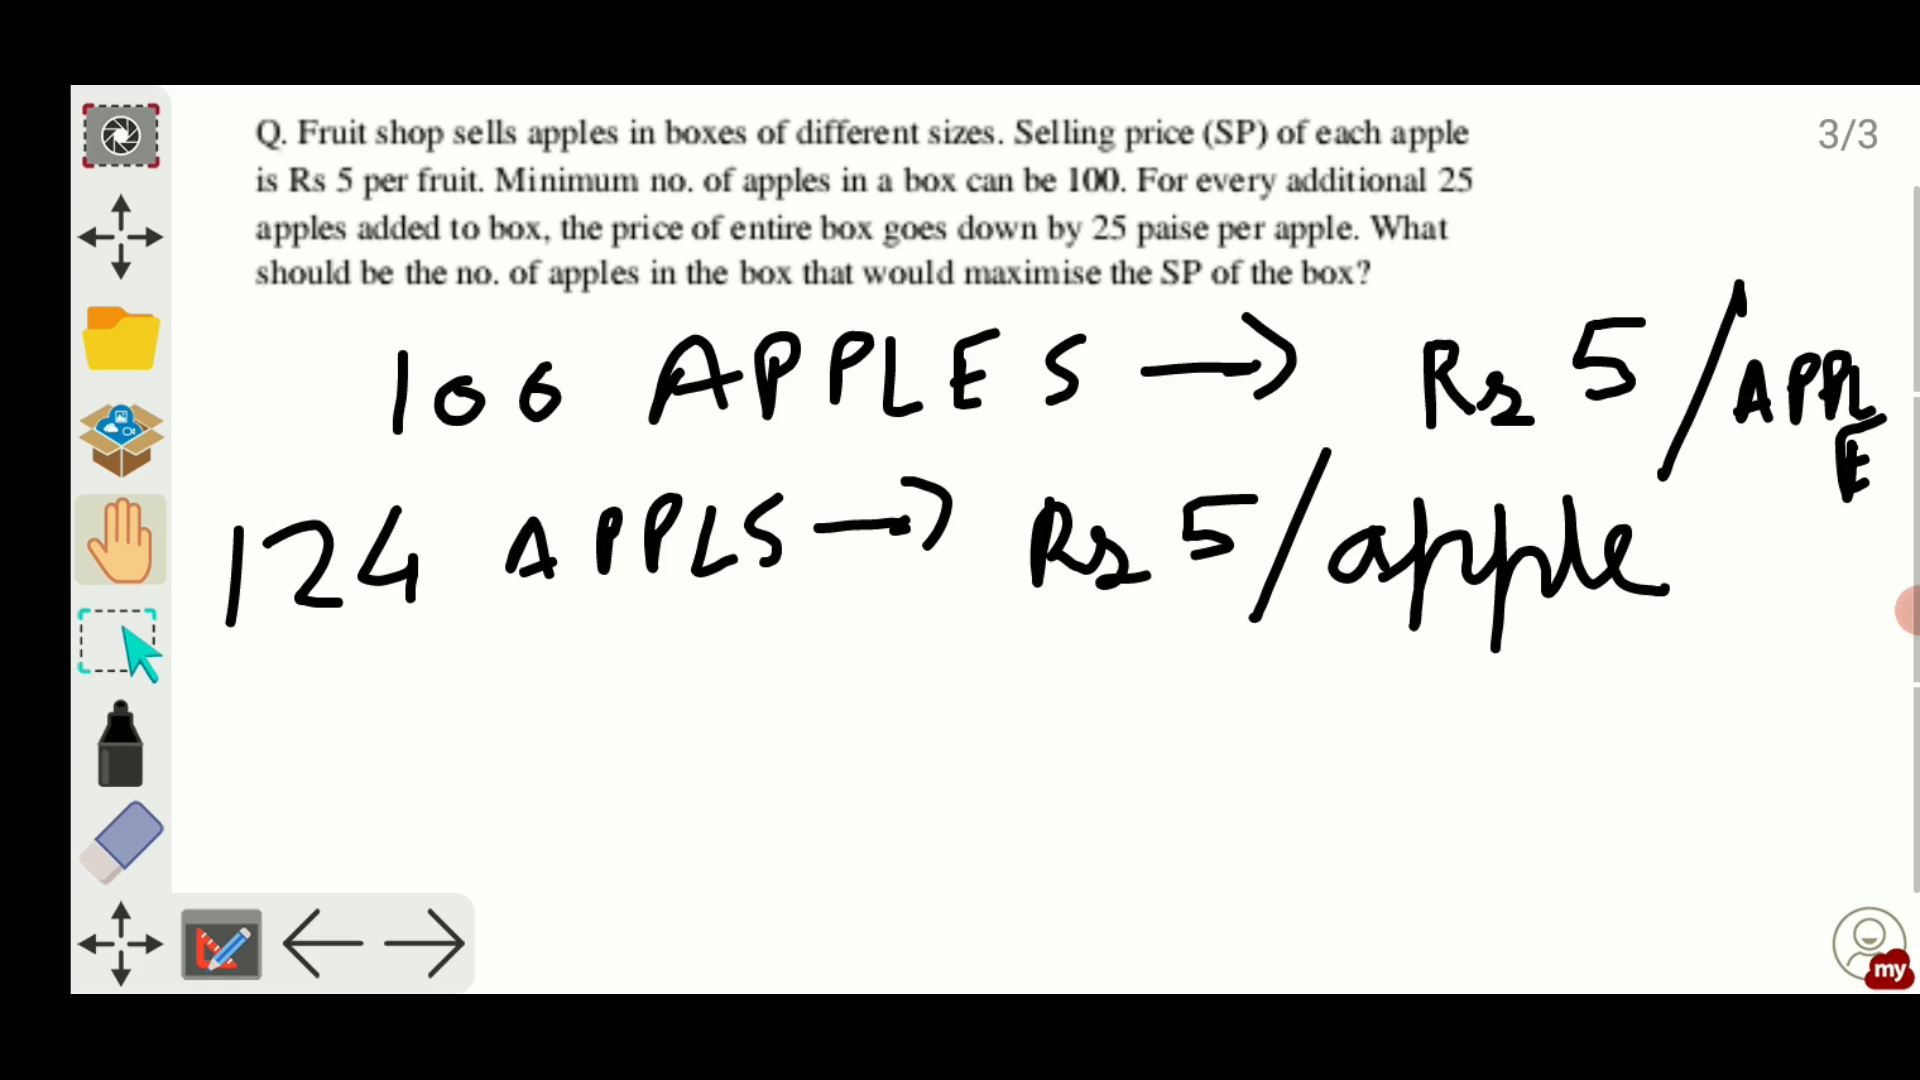 Q. Fruit shop sells apples in boxes of different sizes. Selling price (SP) of each apple
3/3
is Rs 5 per fruit. Minimum no. of apples in a box can be 100. For every additional 25
apples added to box, the price of entire box goes down by 25 paise per apple. What
should be the no. of apples in the box that would maximise the SP of the box?
100 APPLES → Rs 5/APPLE
124 APPLS → Rs 5/apple
my